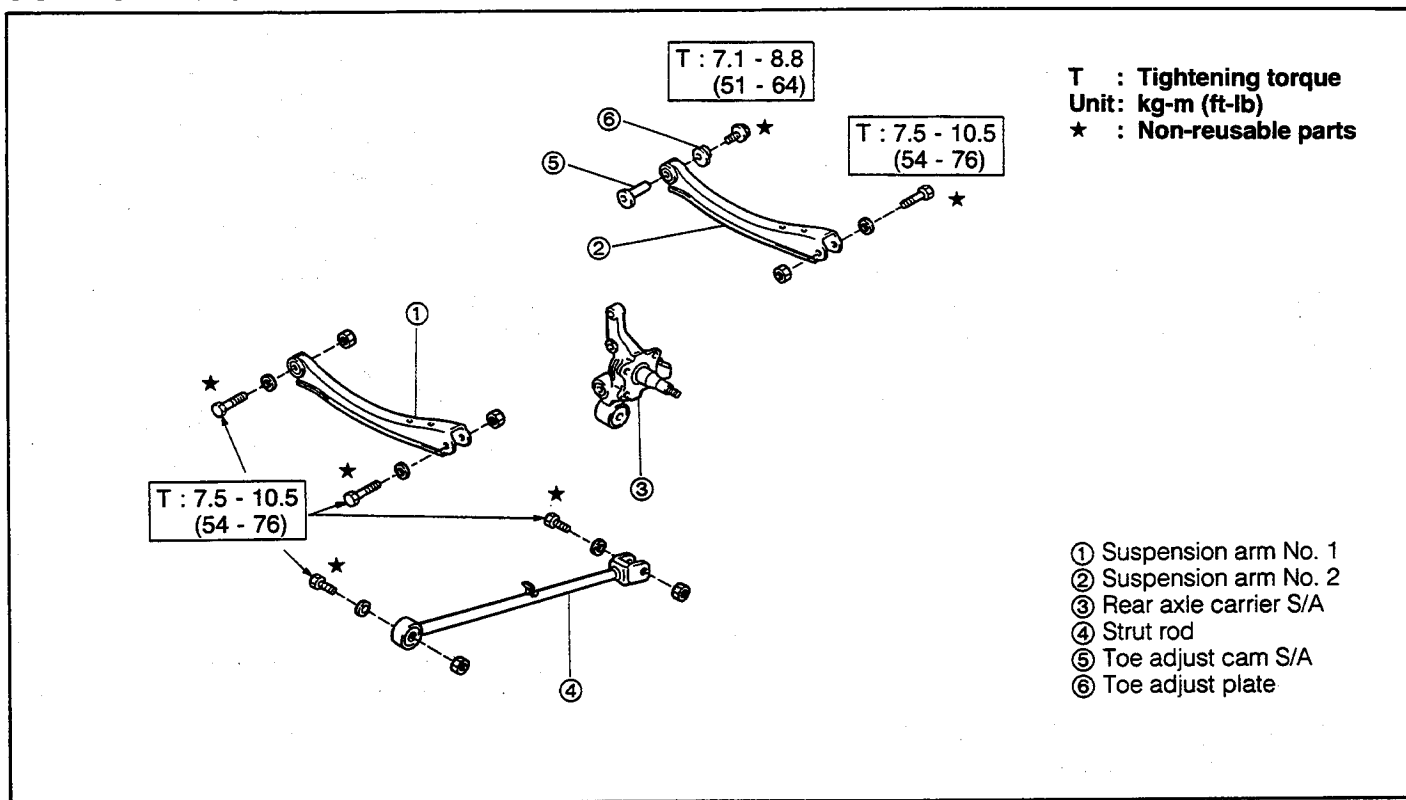 T : 7.1 - 8.8
(51 - 64)
T : Tightening torque
Unit: kg-m (ft-lb)
★ : Non-reusable parts
⑥
★
T : 7.5 - 10.5
(54 - 76)
⑤
★
②
①
★
★
③
T : 7.5 - 10.5
(54 - 76)
★
★
④
① Suspension arm No. 1
② Suspension arm No. 2
③ Rear axle carrier S/A
④ Strut rod
⑤ Toe adjust cam S/A
⑥ Toe adjust plate